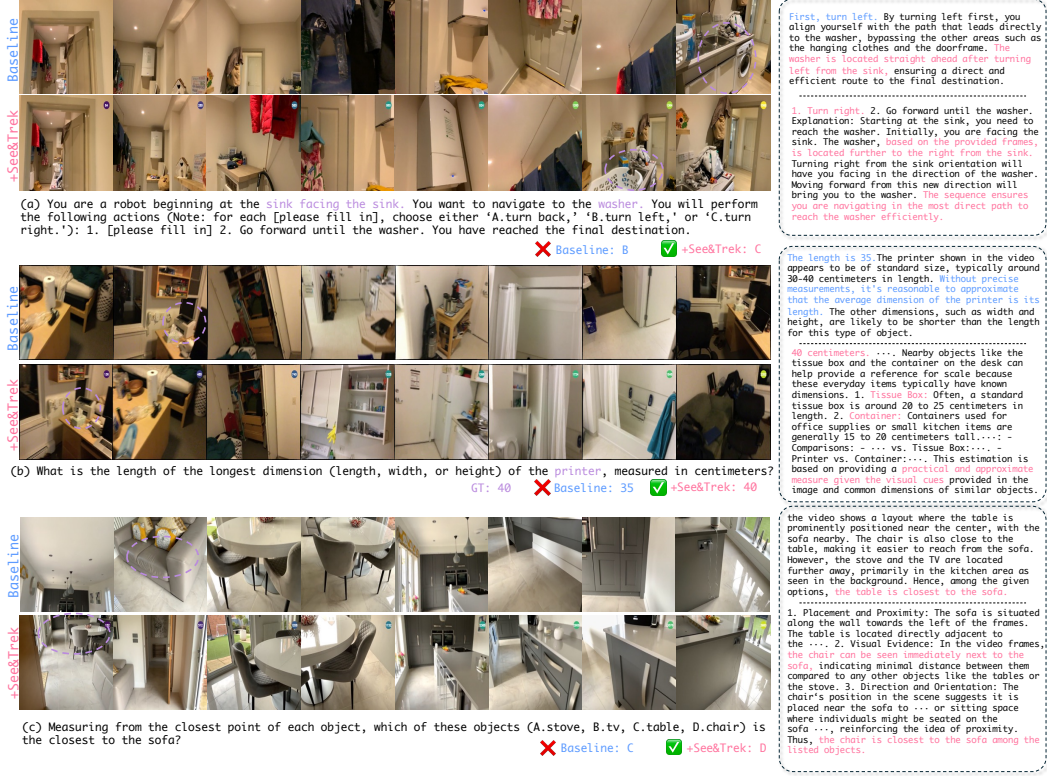 Baseline
First, turn left. By turning left first, you
align yourself with the path that leads directly
to the washer, bypassing the other areas such as
the hanging clothes and the doorframe. The
washer is located straight ahead after turning
left from the sink, ensuring a direct and
efficient route to the final destination.
+See&Trek
1. Turn right. 2. Go forward until the washer.
Explanation: Starting at the sink, you need to
reach the washer. Initially, you are facing the
sink. The washer, based on the provided frames,
is located further to the right from the sink.
Turning right from the sink orientation will
have you facing in the direction of the washer.
Moving forward from this new direction will
bring you to the washer. The sequence ensures
you are navigating in the most direct path to
reach the washer efficiently.
(a) You are a robot beginning at the sink facing the sink. You want to navigate to the washer. You will perform
the following actions (Note: for each [please fill in], choose either ‘A.turn back,’ ‘B.turn left,' or ‘C.turn
right.'): 1. [please fill in] 2. Go forward until the washer. You have reached the final destination.
Baseline: B +See&Trek: C
Baseline
The length is 35.The printer shown in the video
appears to be of standard size, typically around
30-40 centimeters in length. Without precise
measurements, it's reasonable to approximate
that the average dimension of the printer is its
length. The other dimensions, such as width and
height, are likely to be shorter than the length
for this type of object.
+See&Trek
40 centimeters. ···. Nearby objects like the
tissue box and the container on the desk can
help provide a reference for scale because
these everyday items typically have known
dimensions. 1. Tissue Box: Often, a standard
tissue box is around 20 to 25 centimeters in
length. 2. Container: Containers used for
office supplies or small kitchen items are
generally 15 to 20 centimeters tall.···: -
Comparisons: - ··· vs. Tissue Box:···. -
Printer vs. Container:···. This estimation is
based on providing a practical and approximate
measure given the visual cues provided in the
image and common dimensions of similar objects.
(b) What is the length of the longest dimension (length, width, or height) of the printer, measured in centimeters?
GT: 40 Baseline: 35 +See&Trek: 40
Baseline
the video shows a layout where the table is
prominently positioned near the center, with the
sofa nearby. The chair is also close to the
table, making it easier to reach from the sofa.
However, the stove and the TV are located
further away, primarily in the kitchen area as
seen in the background. Hence, among the given
options, the table is closest to the sofa.
+See&Trek
1. Placement and Proximity: The sofa is situated
along the wall towards the left of the frames.
The table is located directly adjacent to
the ···. 2. Visual Evidence: In the video frames,
the chair can be seen immediately next to the
sofa, indicating minimal distance between them
compared to any other objects like the tables or
the stove. 3. Direction and Orientation: The
chair‘s position in the scene suggests it is
placed near the sofa to ··· or sitting space
where individuals might be seated on the
sofa ···, reinforcing the idea of proximity.
Thus, the chair is closest to the sofa among the
listed objects.
(c) Measuring from the closest point of each object, which of these objects (A.stove, B.tv, C.table, D.chair) is
the closest to the sofa?
Baseline: C +See&Trek: D